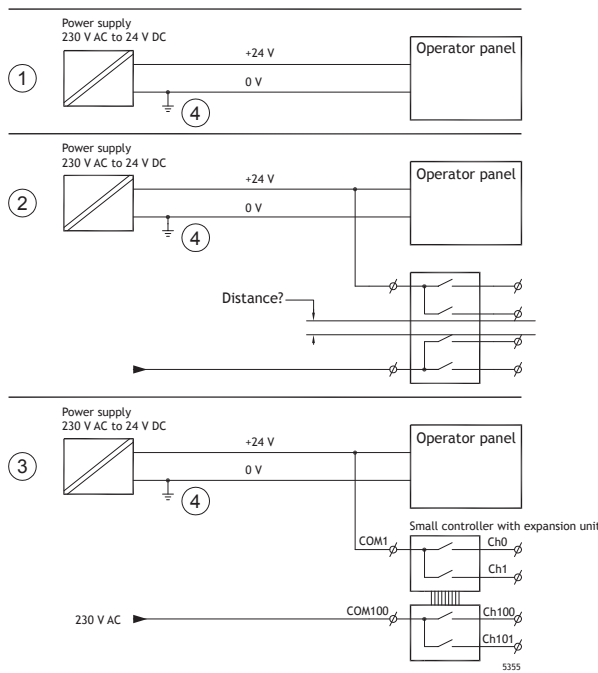 Power supply
230 V AC to 24 V DC
+24 V
Operator panel
1
0 V
4
Power supply
230 V AC to 24 V DC
+24 V
Operator panel
2
0 V
4
Distance?
Power supply
230 V AC to 24 V DC
+24 V
Operator panel
3
0 V
4
Small controller with expansion unit
COM1
Ch0
Ch1
230 V AC
COM100
Ch100
Ch101
5355